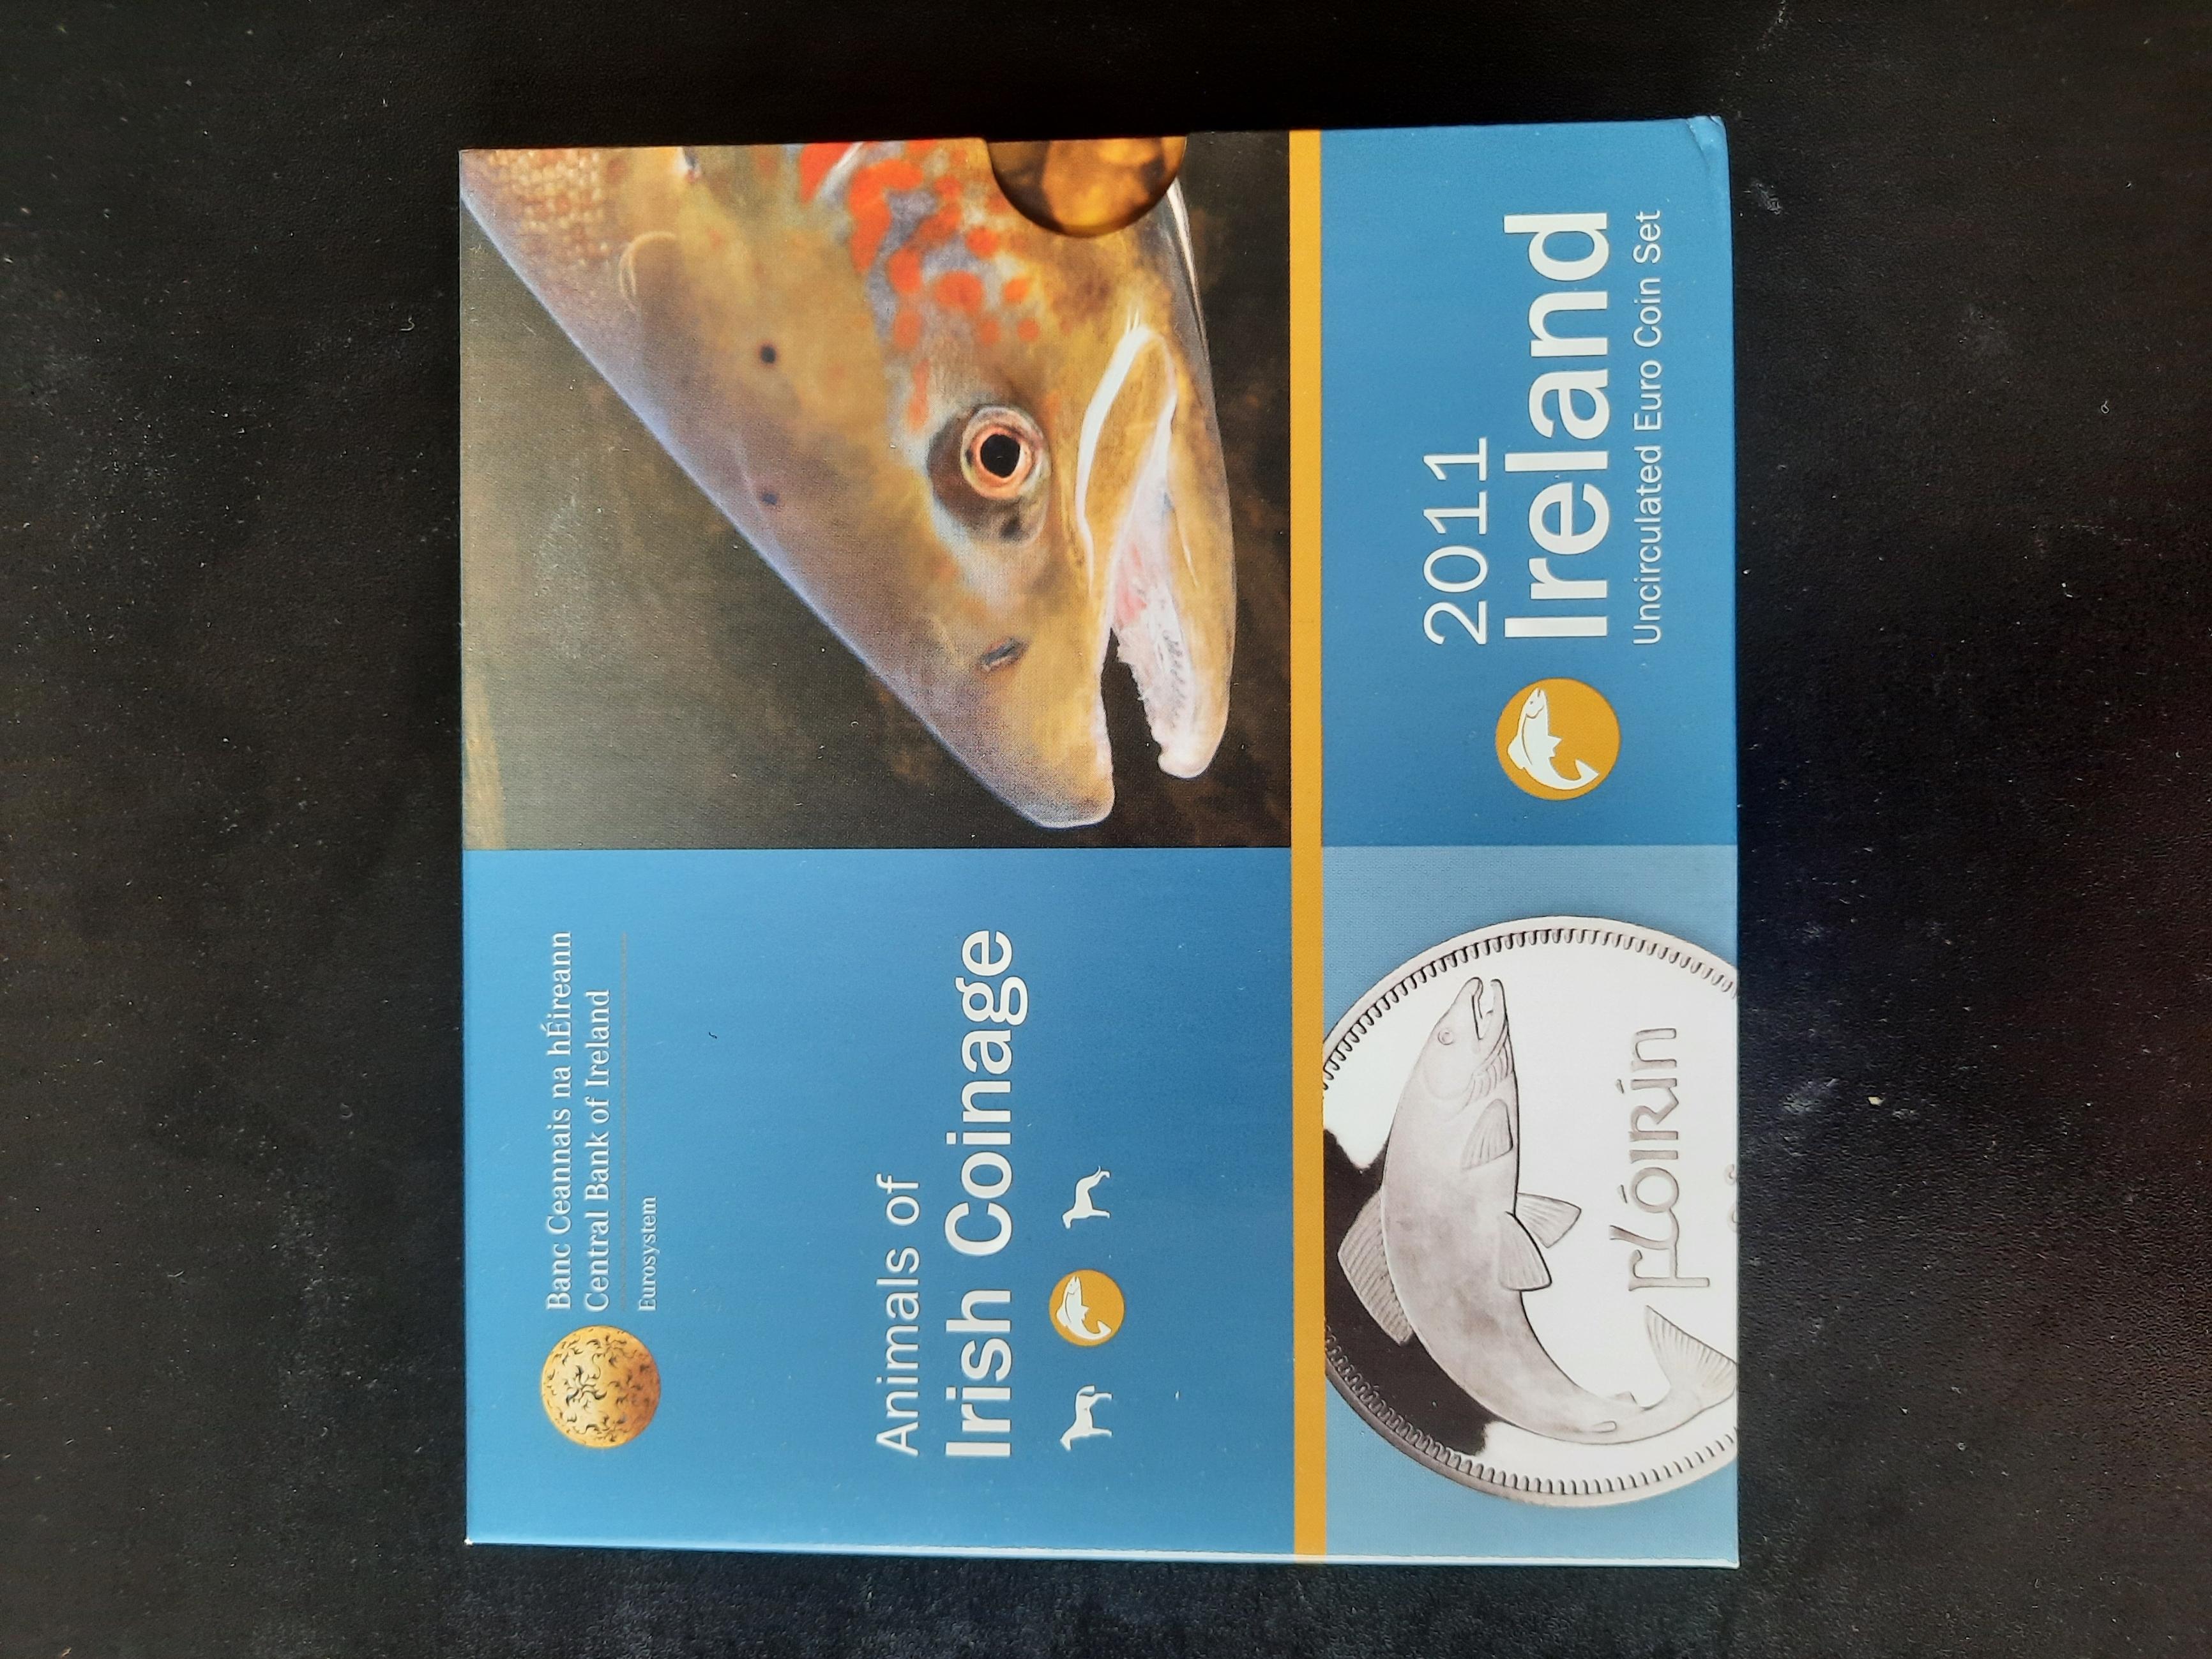 Banc Ceannais na hÉireann
Central Bank of Ireland
Eurosystem
Animals of
Irish Coinage
2011
Ireland
Uncirculated Euro Coin Set
flóirín